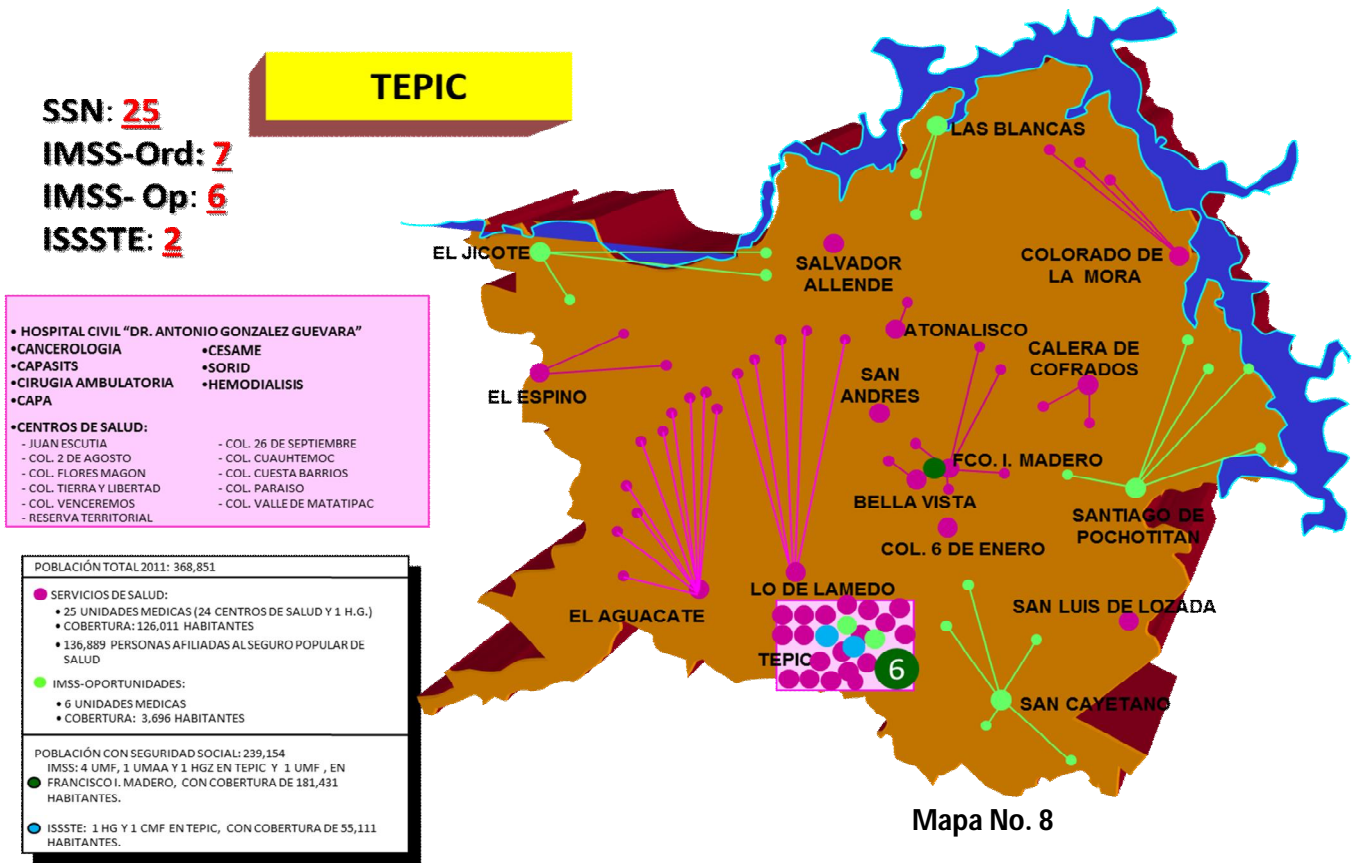 TEPIC
SSN: 25
IMSS-Ord: 7
IMSS- Op: 6
ISSSTE: 2
• HOSPITAL CIVIL “DR. ANTONIO GONZALEZ GUEVARA”
•CANCEROLOGIA
•CAPASITS
•CIRUGIA AMBULATORIA
•CAPA
•CESAME
•SORID
•HEMODIALISIS
•CENTROS DE SALUD:
- JUAN ESCUTIA
- COL. 2 DE AGOSTO
- COL. FLORES MAGON
- COL. TIERRA Y LIBERTAD
- COL. VENCEREMOS
- RESERVA TERRITORIAL
- COL. 26 DE SEPTIEMBRE
- COL. CUAUHTEMOC
- COL. CUESTA BARRIOS
- COL. PARAISO
- COL. VALLE DE MATATIPAC
POBLACIÓN TOTAL 2011: 368,851
SERVICIOS DE SALUD:
• 25 UNIDADES MEDICAS (24 CENTROS DE SALUD Y 1 H.G.)
• COBERTURA: 126,011 HABITANTES
• 136,889 PERSONAS AFILIADAS AL SEGURO POPULAR DE
SALUD
IMSS-OPORTUNIDADES:
• 6 UNIDADES MEDICAS
• COBERTURA: 3,696 HABITANTES
POBLACIÓN CON SEGURIDAD SOCIAL: 239,154
IMSS: 4 UMF, 1 UMAA Y 1 HGZ EN TEPIC Y 1 UMF , EN
FRANCISCO I. MADERO, CON COBERTURA DE 181,431
HABITANTES.
ISSSTE: 1 HG Y 1 CMF EN TEPIC, CON COBERTURA DE 55,111
HABITANTES.
LAS BLANCAS
EL JICOTE
SALVADOR
ALLENDE
COLORADO DE
LA MORA
ATONALISCO
CALERA DE
COFRADOS
EL ESPINO
SAN
ANDRES
FCO. I. MADERO
BELLA VISTA
SANTIAGO DE
POCHOTITAN
COL. 6 DE ENERO
LO DE LAMEDO
EL AGUACATE
SAN LUIS DE LOZADA
TEPIC
6
SAN CAYETANO
Mapa No. 8